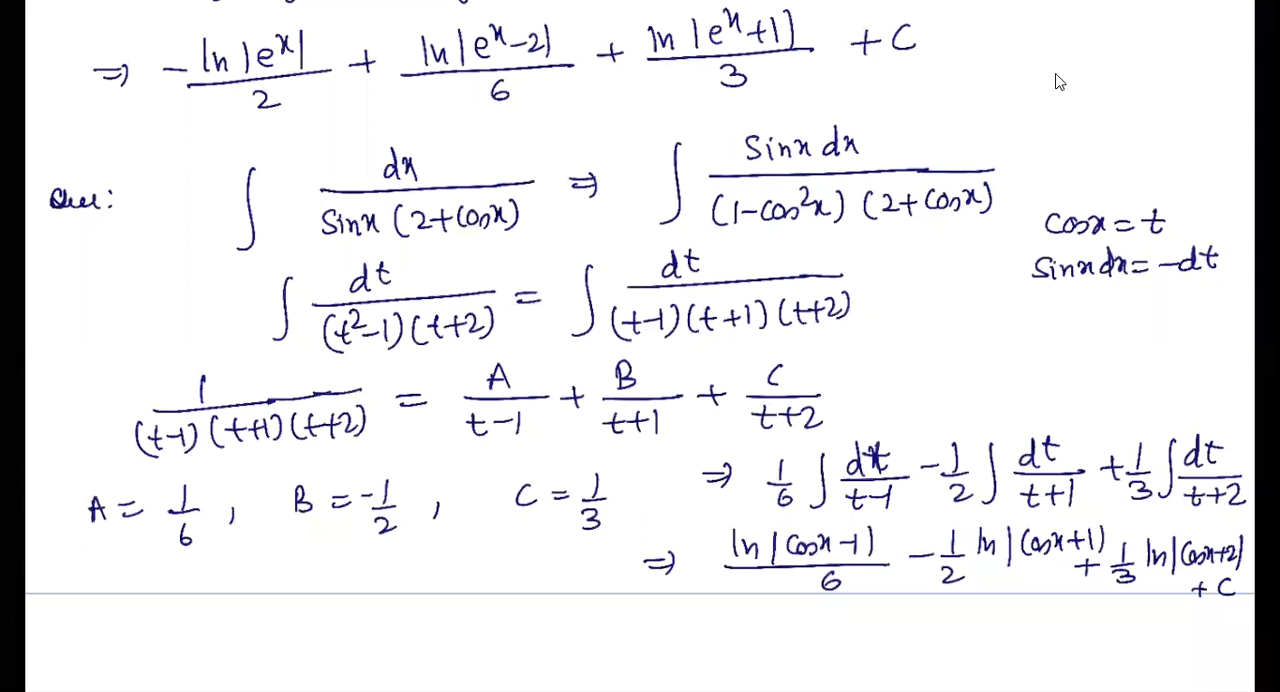 ⇒ -ln|e^x|/2 + ln|e^x-2|/6 + ln|e^x+1|/3 + C
Que: ∫ dx/(Sinx (2+Cosx)) ⇒ ∫ Sinx dx/((1-Cos²x) (2+Cosx))
Cosx = t
Sinx dx = -dt
∫ dt/((t²-1)(t+2)) = ∫ dt/((t-1)(t+1)(t+2))
1/((t-1)(t+1)(t+2)) = A/(t-1) + B/(t+1) + C/(t+2)
A = 1/6 , B = -1/2 , C = 1/3
⇒ 1/6 ∫ dt/(t-1) - 1/2 ∫ dt/(t+1) + 1/3 ∫ dt/(t+2)
⇒ ln|Cosx-1|/6 - 1/2 ln|Cosx+1| + 1/3 ln|Cosx+2|
+ C